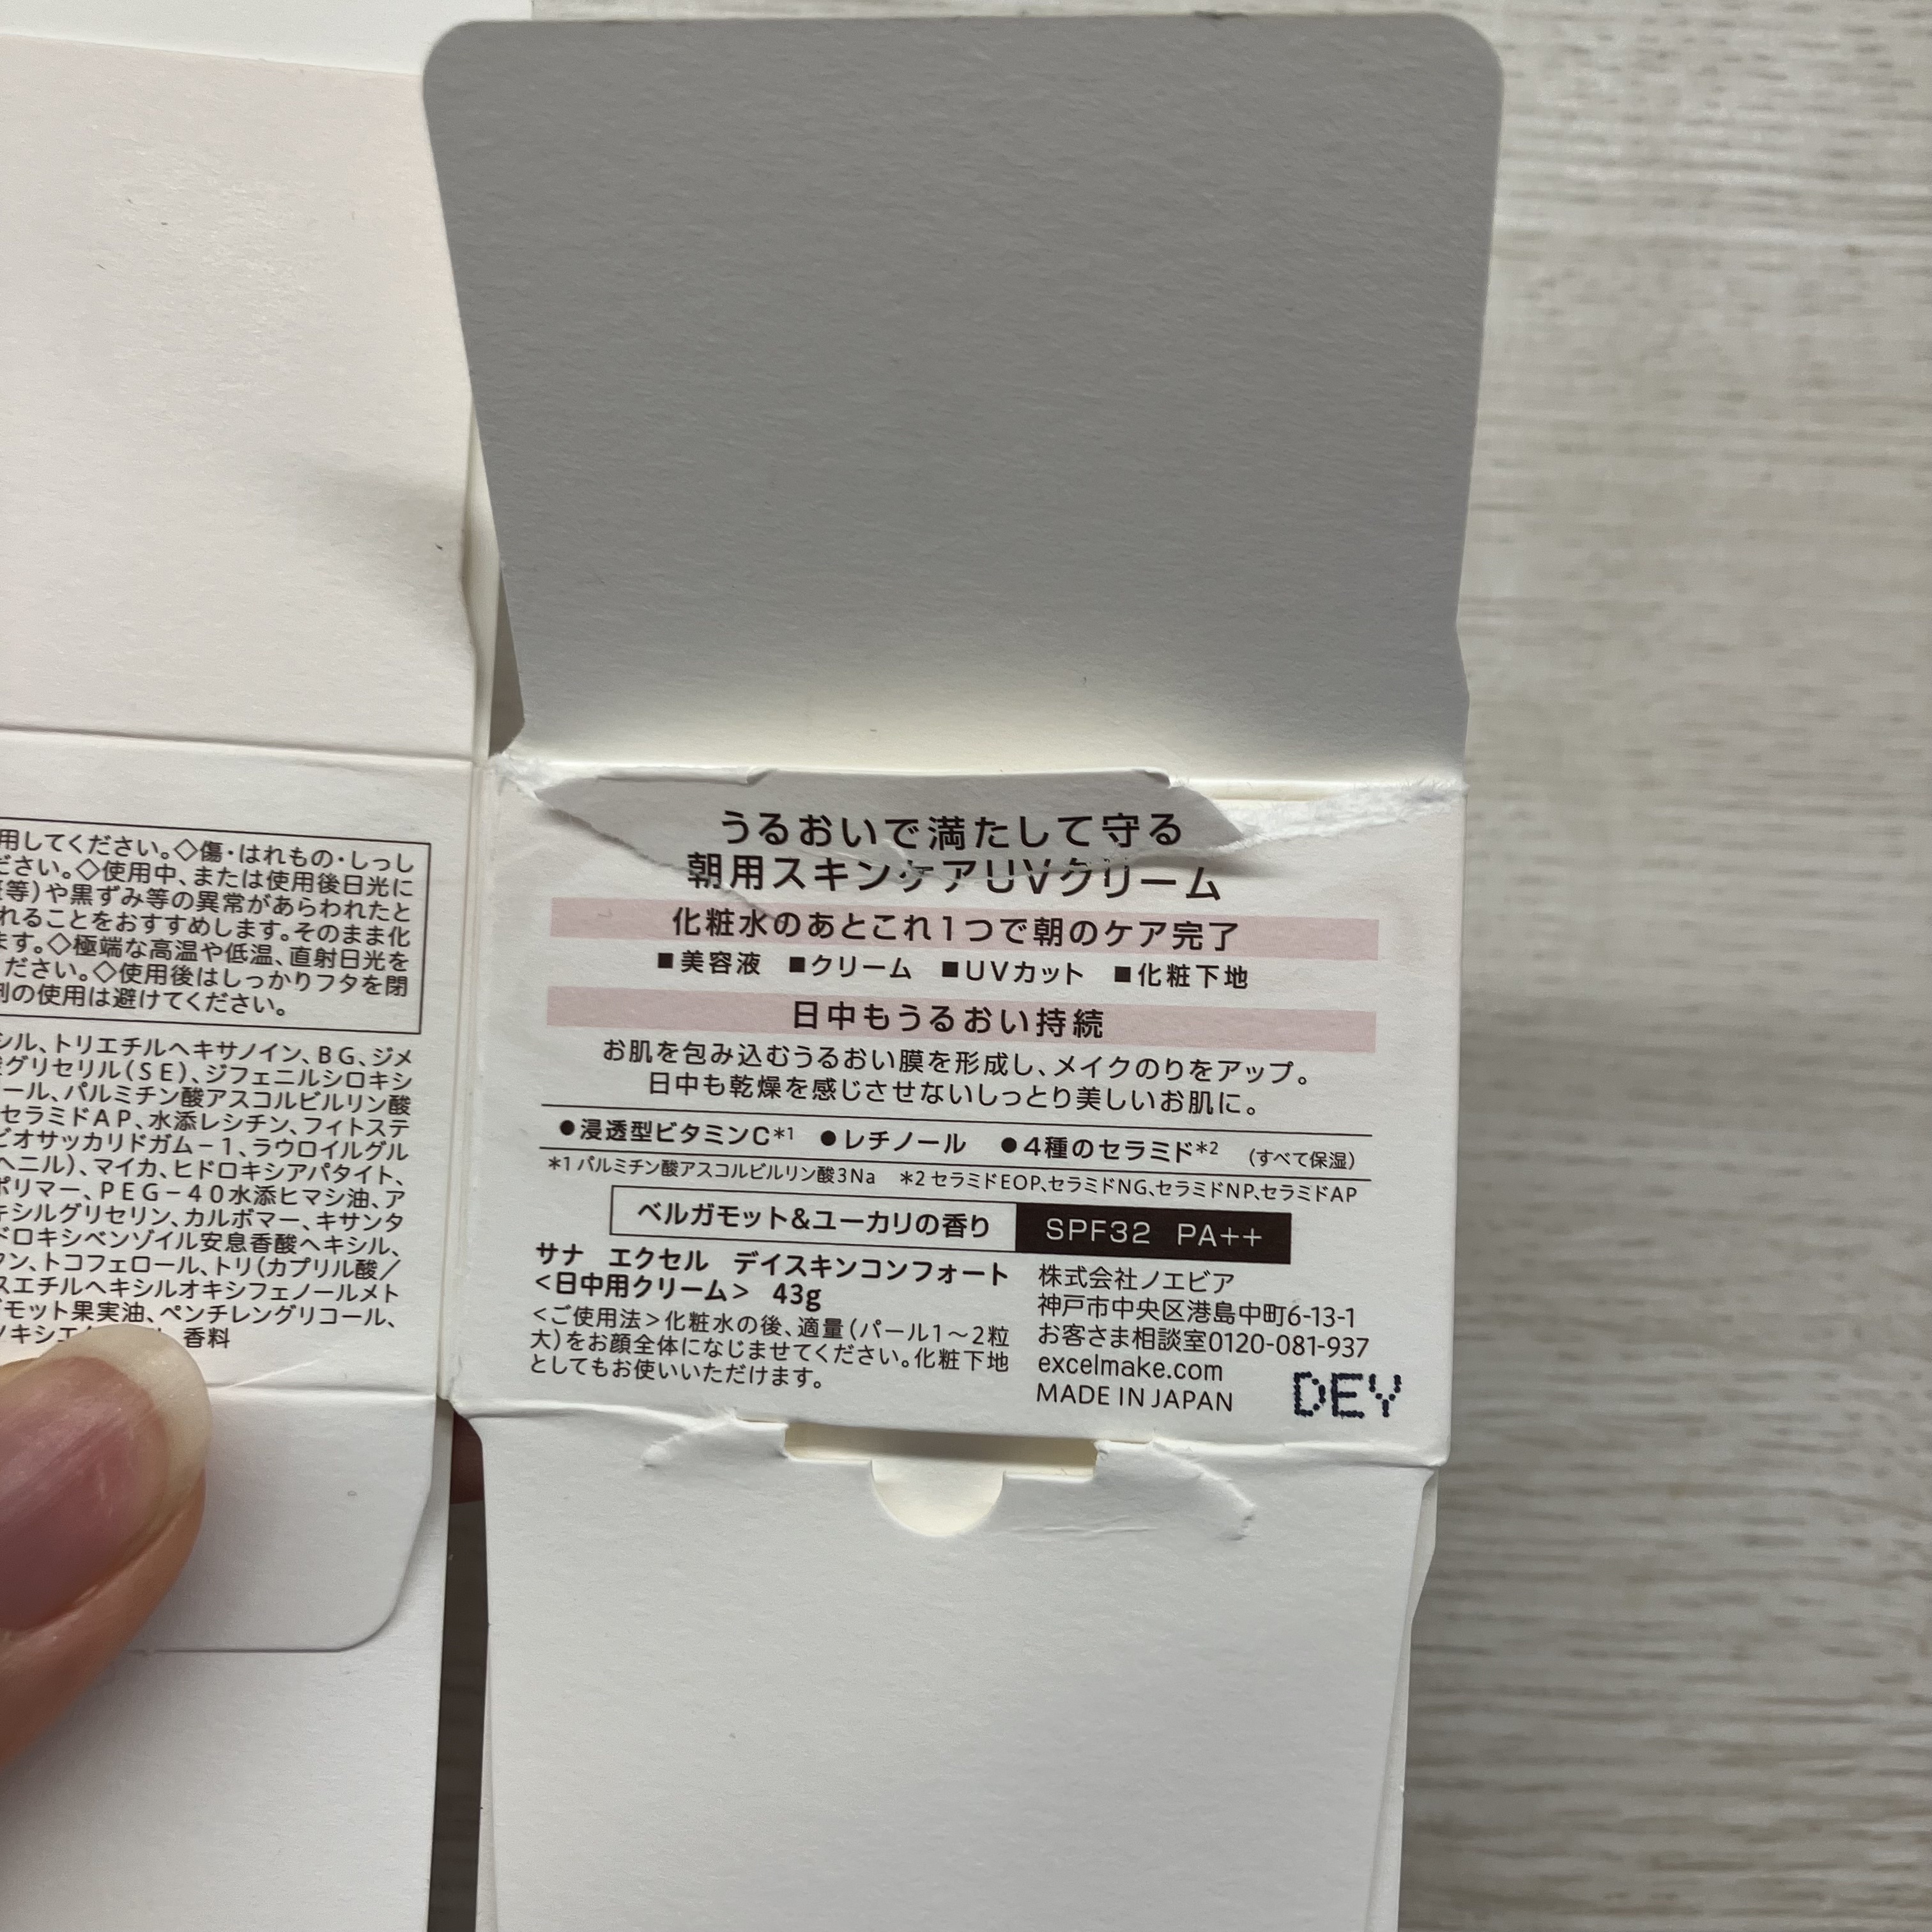 用してください。◇傷・はれもの・しっし
ださい。◇使用中、または使用後日光に
等)や黒ずみ等の異常があらわれたと
れることをおすすめします。そのまま化
ます。◇極端な高温や低温、直射日光を
ださい。◇使用後はしっかりフタを閉
剤の使用は避けてください。
シル、トリエチルヘキサノイン、BG、ジメ
グリセリル(SE)、ジフェニルシロキシ
ール、パルミチン酸アスコルビルリン酸
セラミドAP、水添レシチン、フィトステ
ビオサッカリドガム-1、ラウロイルグル
ヘニル)、マイカ、ヒドロキシアパタイト、
ポリマー、PEG-40水添ヒマシ油、ア
キシルグリセリン、カルボマー、キサンタ
ドロキシベンゾイル安息香酸ヘキシル、
タン、トコフェロール、トリ(カプリル酸/
スエチルヘキシルオキシフェノールメト
モット果実油、ペンチレングリコール、
ノキシエ 香料
うるおいで満たして守る
朝用スキンケアUVクリーム
化粧水のあとこれ1つで朝のケア完了
■美容液 ■クリーム ■UVカット ■化粧下地
日中もうるおい持続
お肌を包み込むうるおい膜を形成し、メイクのりをアップ。
日中も乾燥を感じさせないしっとり美しいお肌に。
●浸透型ビタミンC*1 ●レチノール ●4種のセラミド*2 (すべて保湿)
*1 パルミチン酸アスコルビルリン酸3Na *2 セラミドEOP、セラミドNG、セラミドNP、セラミドAP
ベルガモット&ユーカリの香り SPF32 PA++
サナ エクセル デイスキンコンフォート
<日中用クリーム> 43g
<ご使用法>化粧水の後、適量(パール1〜2粒
大)をお顔全体になじませてください。化粧下地
としてもお使いいただけます。
株式会社ノエビア
神戸市中央区港島中町6-13-1
お客さま相談室0120-081-937
excelmake.com
MADE IN JAPAN
DEY